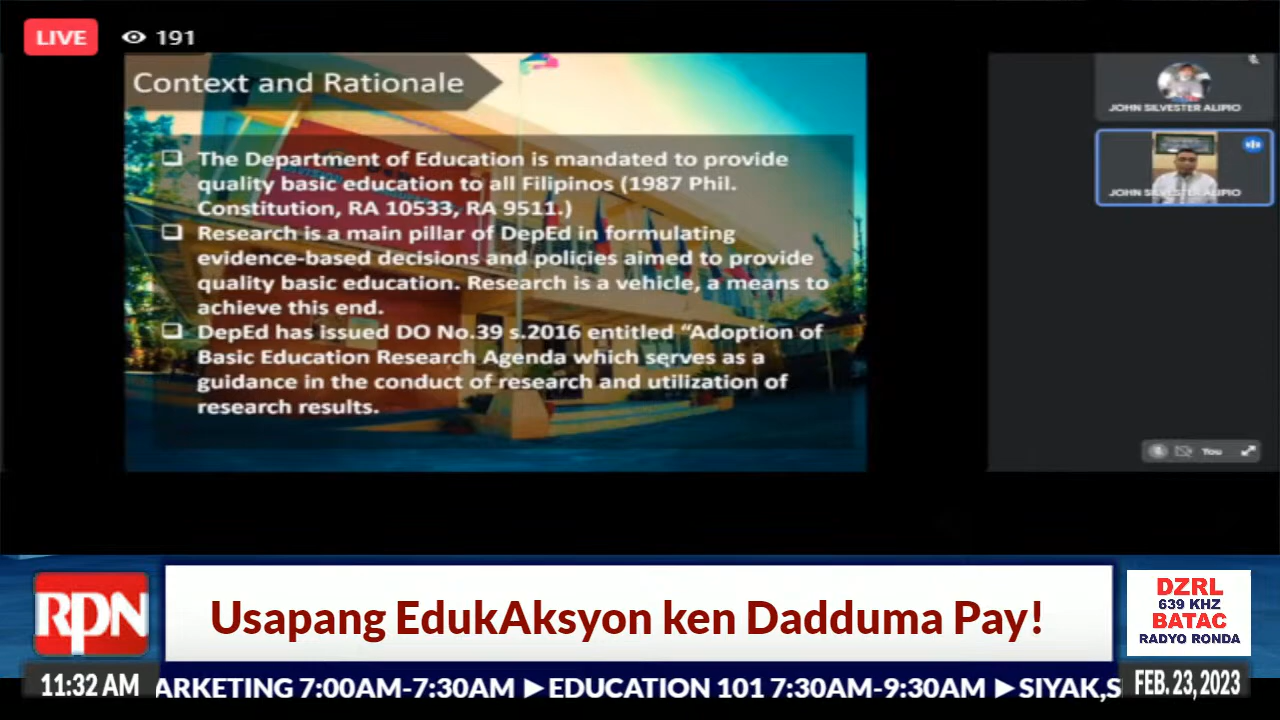 LIVE
191
Context and Rationale
The Department of Education is mandated to provide
quality basic education to all Filipinos (1987 Phil.
Constitution, RA 10533, RA 9511.)
Research is a main pillar of DepEd in formulating
evidence-based decisions and policies aimed to provide
quality basic education. Research is a vehicle, a means to
achieve this end.
DepEd has issued DO No.39 s.2016 entitled “Adoption of
Basic Education Research Agenda which serves as a
guidance in the conduct of research and utilization of
research results.
JOHN SILVESTER ALIPIO
JOHN SILVESTER ALIPIO
You
RPN
Usapang EdukAksyon ken Dadduma Pay!
DZRL
639 KHZ
BATAC
RADYO RONDA
11:32 AM
ARKETING 7:00AM-7:30AM ►EDUCATION 101 7:30AM-9:30AM ►SIYAK,S
FEB. 23, 2023